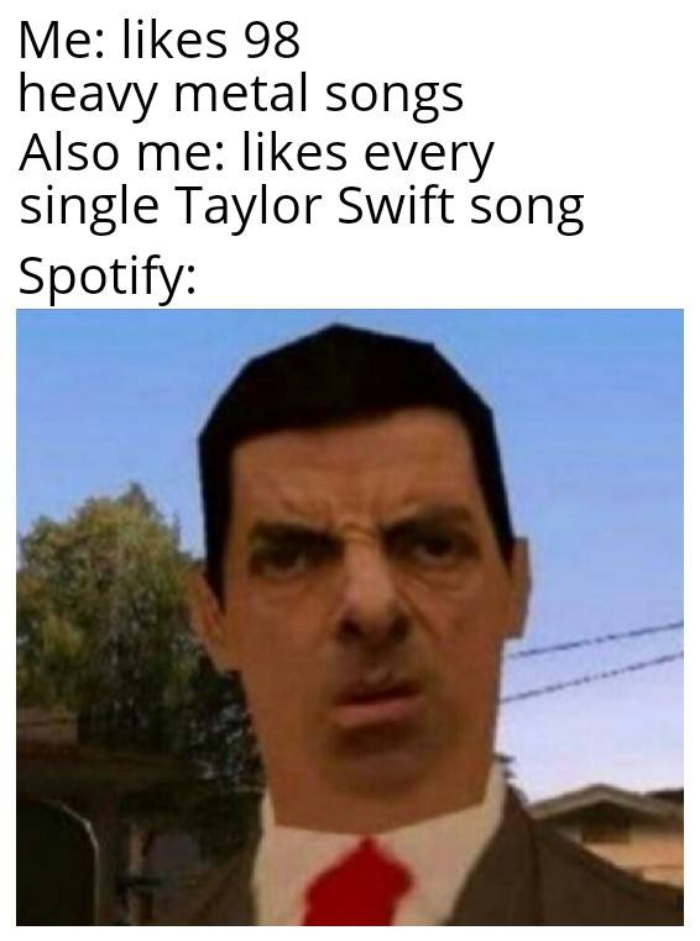 Me: likes 98
heavy metal songs
Also me: likes every
single Taylor Swift song
Spotify: